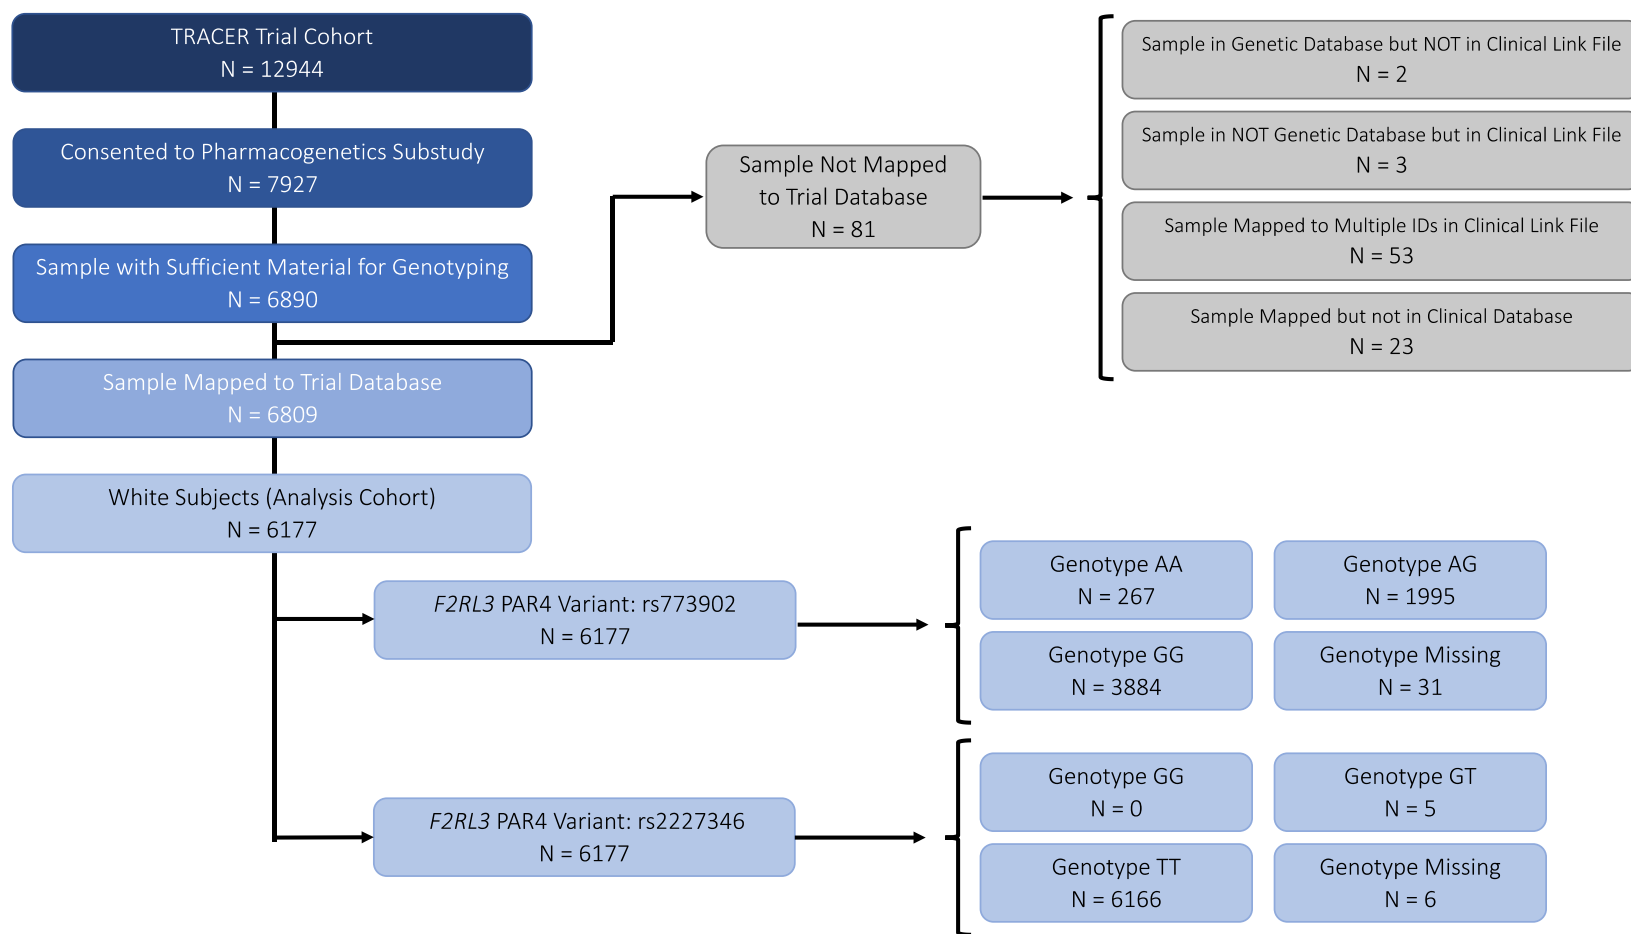 TRACER Trial Cohort
N = 12944
Consented to Pharmacogenetics Substudy
N = 7927
Sample with Sufficient Material for Genotyping
N = 6890
Sample Mapped to Trial Database
N = 6809
White Subjects (Analysis Cohort)
N = 6177
Sample Not Mapped
to Trial Database
N = 81
Sample in Genetic Database but NOT in Clinical Link File
N = 2
Sample in NOT Genetic Database but in Clinical Link File
N = 3
Sample Mapped to Multiple IDs in Clinical Link File
N = 53
Sample Mapped but not in Clinical Database
N = 23
F2RL3 PAR4 Variant: rs773902
N = 6177
Genotype AA
N = 267
Genotype AG
N = 1995
Genotype GG
N = 3884
Genotype Missing
N = 31
F2RL3 PAR4 Variant: rs2227346
N = 6177
Genotype GG
N = 0
Genotype GT
N = 5
Genotype TT
N = 6166
Genotype Missing
N = 6